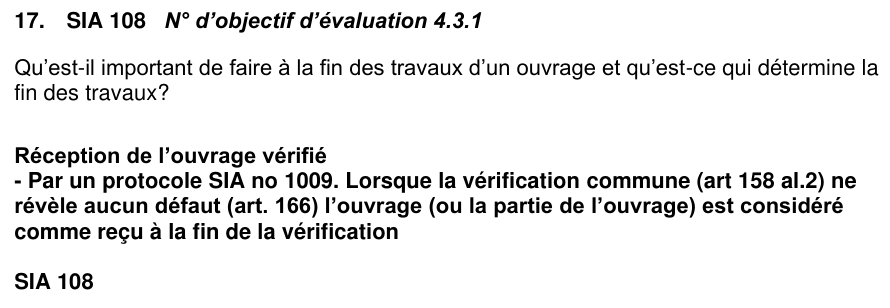 17. SIA 108 N° d’objectif d’évaluation 4.3.1
Qu’est-il important de faire à la fin des travaux d’un ouvrage et qu’est-ce qui détermine la
fin des travaux?
Réception de l’ouvrage vérifié
- Par un protocole SIA no 1009. Lorsque la vérification commune (art 158 al.2) ne
révèle aucun défaut (art. 166) l’ouvrage (ou la partie de l’ouvrage) est considéré
comme reçu à la fin de la vérification
SIA 108